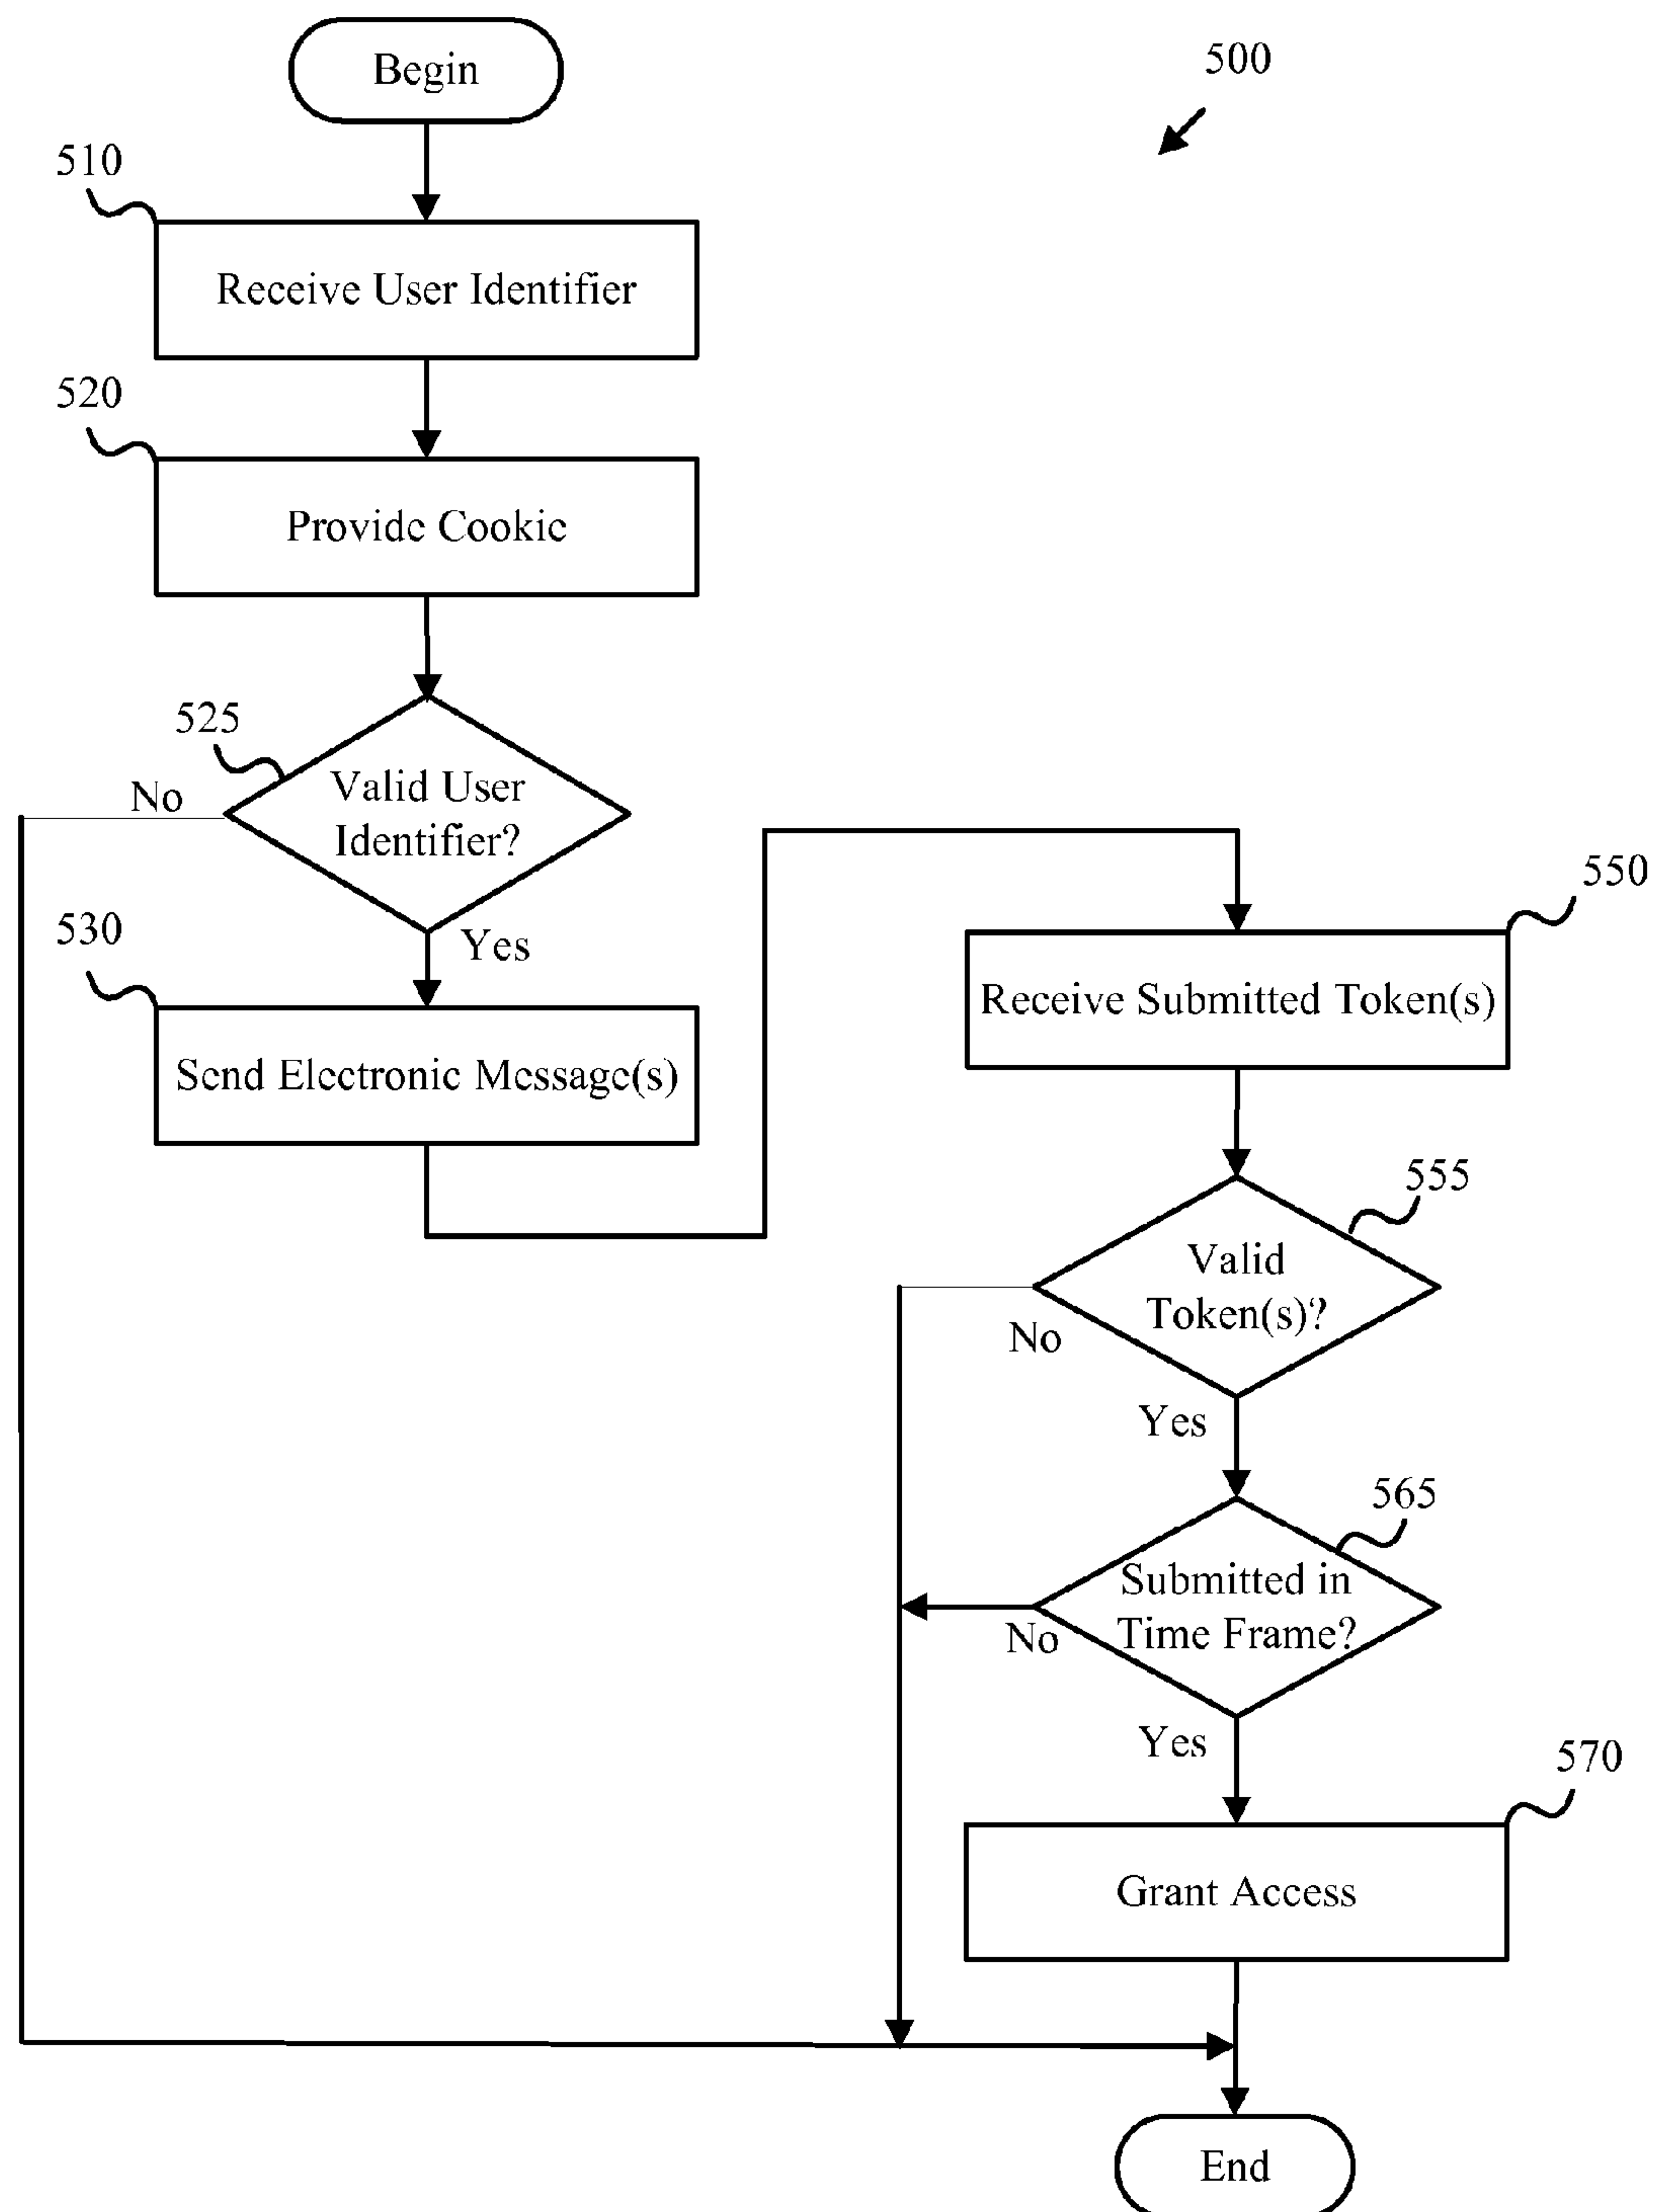 Begin
500
510
Receive User Identifier
520
Provide Cookie
525
No
Valid User
Identifier?
Yes
530
Send Electronic Message(s)
550
Receive Submitted Token(s)
555
Valid
Token(s)?
No
Yes
565
Submitted in
Time Frame?
No
Yes
570
Grant Access
End